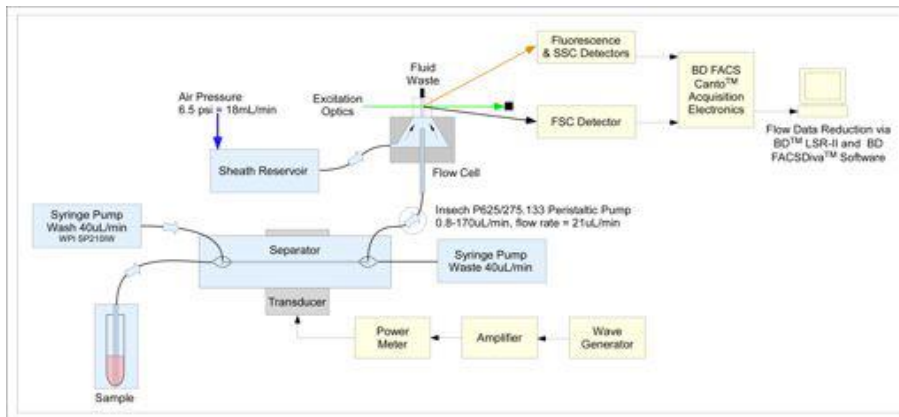 Fluorescence
& SSC Detectors
Fluid
Waste
BD FACS
Canto™
Acquisition
Electronics
Air Pressure
6.5 psi = 18mL/min
Excitation
Optics
FSC Detector
Flow Data Reduction via
BD™ LSR-II and BD
FACSDiva™ Software
Sheath Reservoir
Flow Cell
Syringe Pump
Wash 40uL/min
WPI SP210IW
Insech P625/275.133 Peristaltic Pump
0.8-170uL/min, flow rate = 21uL/min
Separator
Syringe Pump
Waste 40uL/min
Transducer
Power
Meter
Amplifier
Wave
Generator
Sample